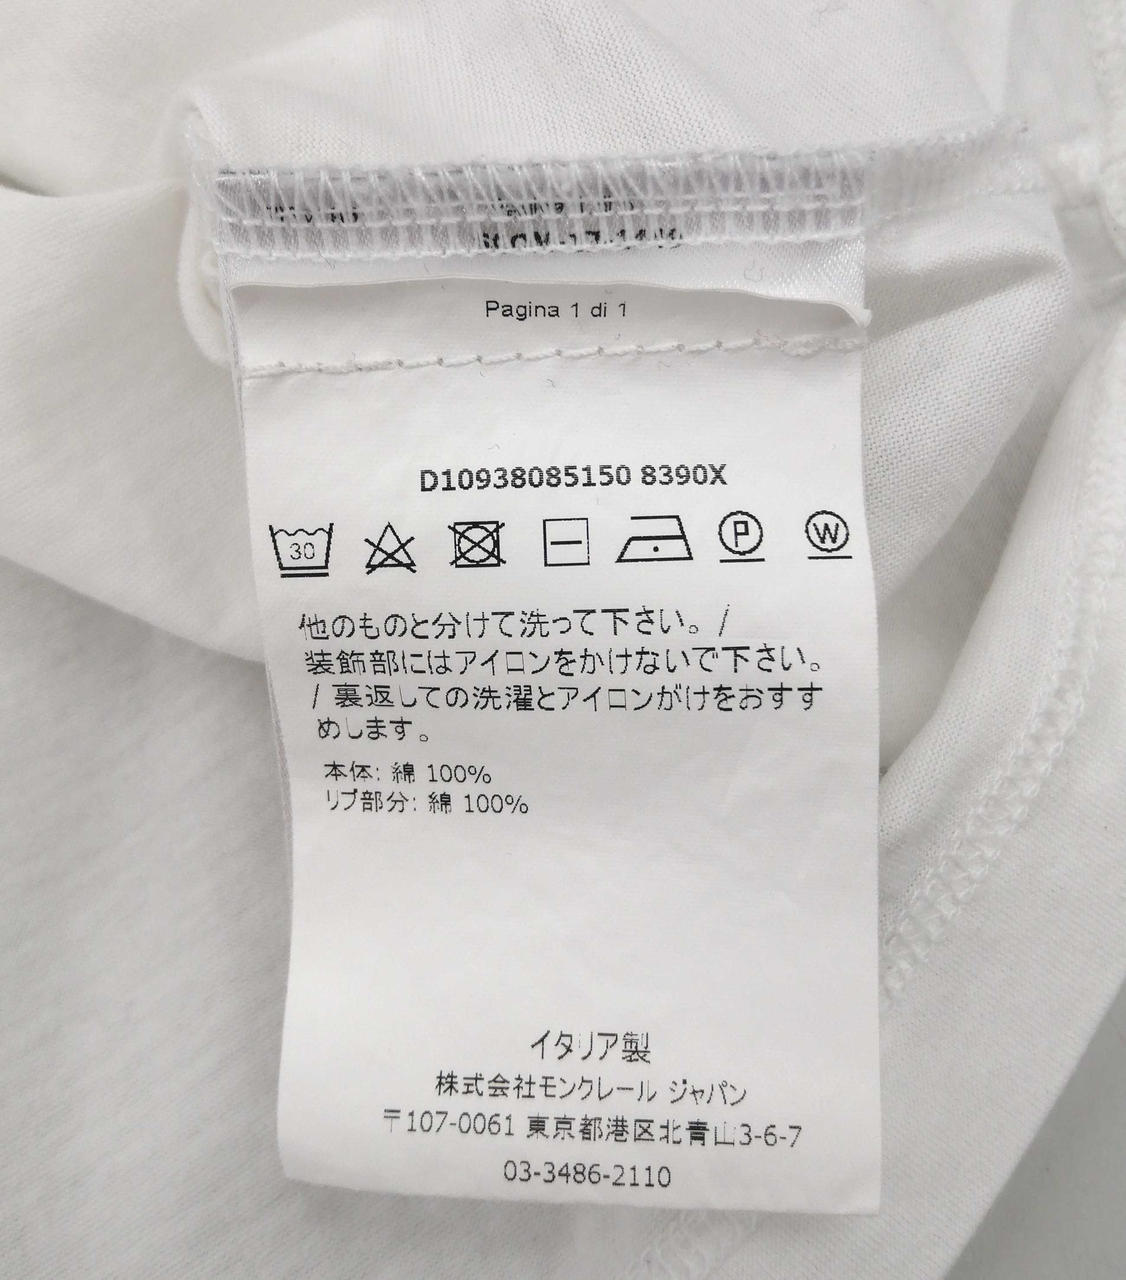 Pagina 1 di 1
D10938085150 8390X
30 P W
他のものと分けて洗って下さい。/
装飾部にはアイロンをかけないで下さい。
/ 裏返しての洗濯とアイロンがけをおすす
めします。
本体: 綿 100%
リブ部分: 綿 100%
イタリア製
株式会社モンクレール ジャパン
〒107-0061 東京都港区北青山3-6-7
03-3486-2110